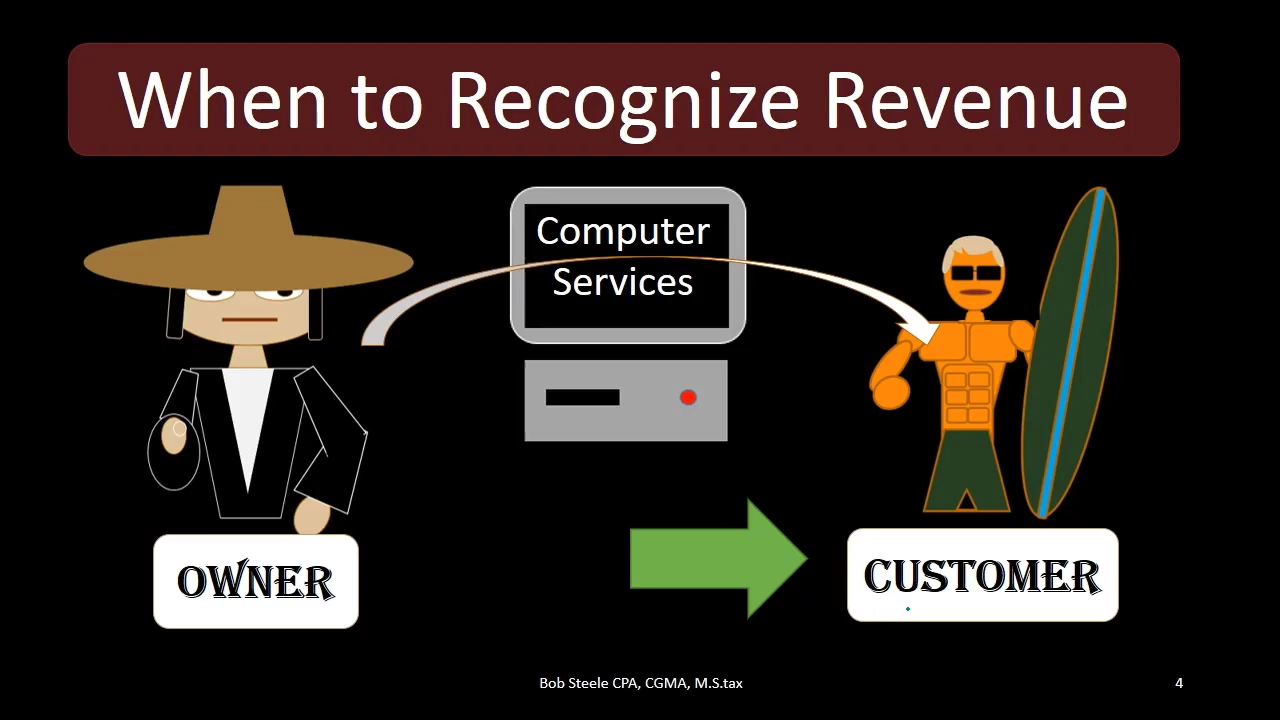 When to Recognize Revenue
Computer
Services
OWNER
CUSTOMER
Bob Steele CPA, CGMA, M.S.tax
4